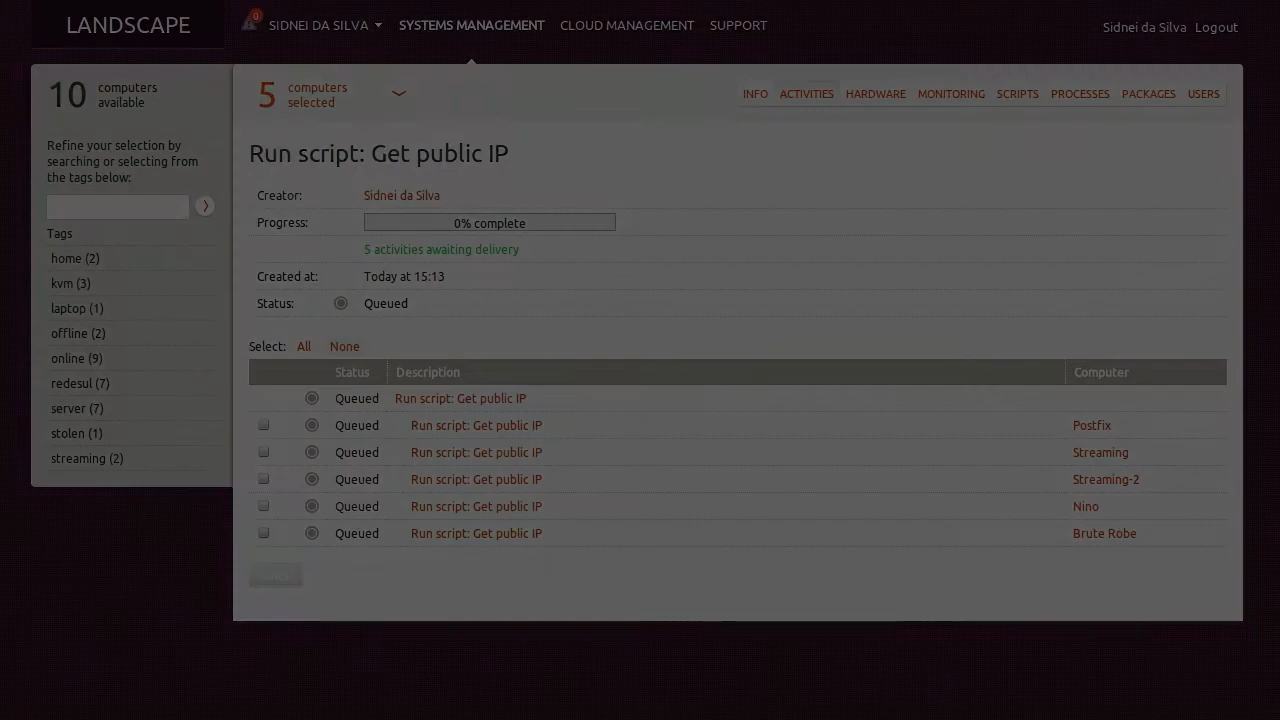 LANDSCAPE
0 SIDNEI DA SILVA SYSTEMS MANAGEMENT CLOUD MANAGEMENT SUPPORT
Sidnei da Silva Logout
10 computers available
Refine your selection by
searching or selecting from
the tags below:
Tags
home (2)
kvm (3)
laptop (1)
offline (2)
online (9)
redesul (7)
server (7)
stolen (1)
streaming (2)
5 computers selected
INFO ACTIVITIES HARDWARE MONITORING SCRIPTS PROCESSES PACKAGES USERS
Run script: Get public IP
Creator: Sidnei da Silva
Progress: 0% complete
5 activities awaiting delivery
Created at: Today at 15:13
Status: Queued
Select: All None
Status Description Computer
Queued Run script: Get public IP
Queued Run script: Get public IP Postfix
Queued Run script: Get public IP Streaming
Queued Run script: Get public IP Streaming-2
Queued Run script: Get public IP Nino
Queued Run script: Get public IP Brute Robe